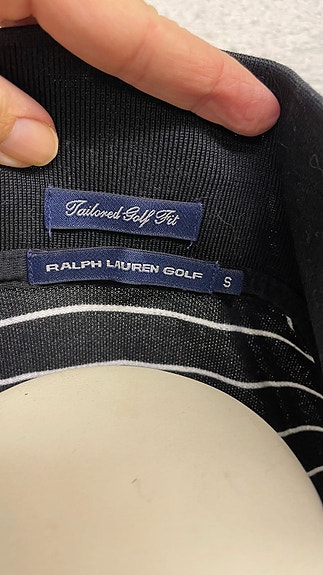 Tailored Golf Fit
RALPH LAUREN GOLF S